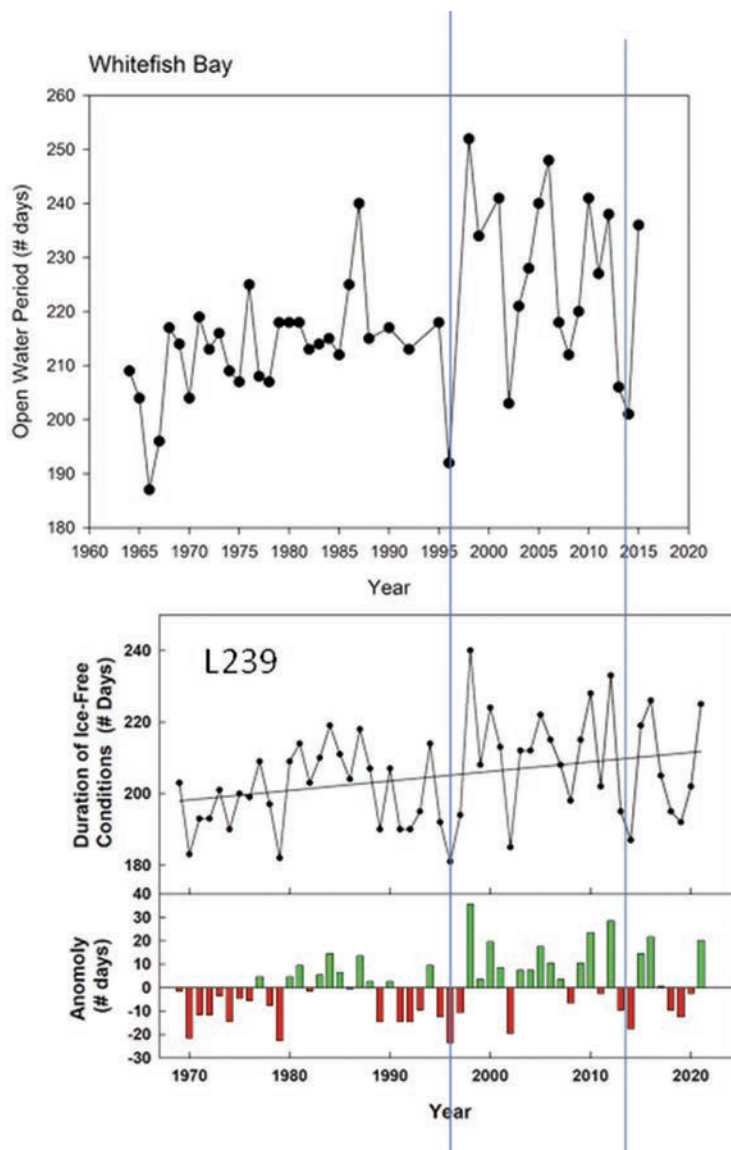 Whitefish Bay
260
250
240
230
220
210
200
190
180
Open Water Period (# days)
1960 1965 1970 1975 1980 1985 1990 1995 2000 2005 2010 2015 2020
Year
L239
240
220
200
180
Duration of Ice-Free
Conditions (# Days)
40
30
20
10
0
-10
-20
-30
Anomoly
(# days)
1970 1980 1990 2000 2010 2020
Year